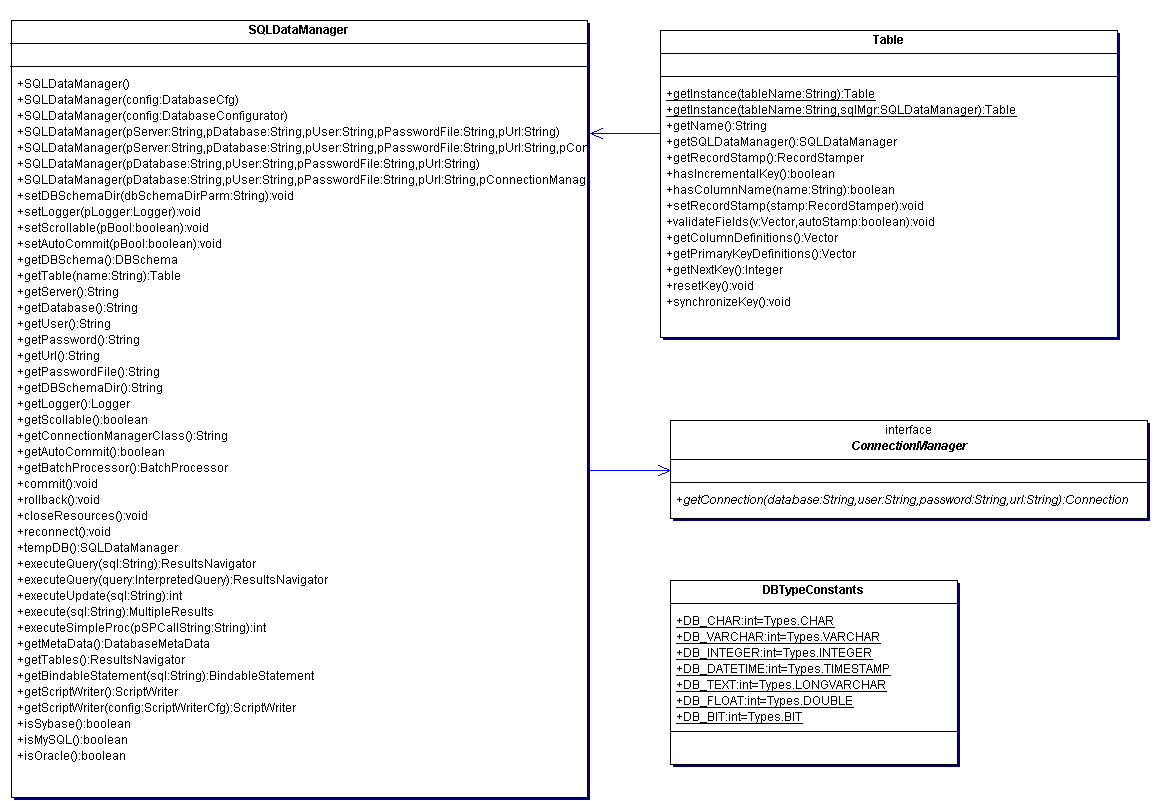 SQLDataManager
+SQLDataManager()
+SQLDataManager(config:DatabaseCfg)
+SQLDataManager(config:DatabaseConfigurator)
+SQLDataManager(pServer:String,pDatabase:String,pUser:String,pPasswordFile:String,pUrl:String)
+SQLDataManager(pServer:String,pDatabase:String,pUser:String,pPasswordFile:String,pUrl:String,pCor
+SQLDataManager(pDatabase:String,pUser:String,pPasswordFile:String,pUrl:String)
+SQLDataManager(pDatabase:String,pUser:String,pPasswordFile:String,pUrl:String,pConnectionManag
+setDBSchemaDir(dbSchemaDirParm:String):void
+setLogger(pLogger:Logger):void
+setScrollable(pBool:boolean):void
+setAutoCommit(pBool:boolean):void
+getDBSchema():DBSchema
+getTable(name:String):Table
+getServer():String
+getDatabase():String
+getUser():String
+getPassword():String
+getUrl():String
+getPasswordFile():String
+getDBSchemaDir():String
+getLogger():Logger
+getScollable():boolean
+getConnectionManagerClass():String
+getAutoCommit():boolean
+getBatchProcessor():BatchProcessor
+commit():void
+rollback():void
+closeResources():void
+reconnect():void
+tempDB():SQLDataManager
+executeQuery(sql:String):ResultsNavigator
+executeQuery(query:InterpretedQuery):ResultsNavigator
+executeUpdate(sql:String):int
+execute(sql:String):MultipleResults
+executeSimpleProc(pSPCallString:String):int
+getMetaData():DatabaseMetaData
+getTables():ResultsNavigator
+getBindableStatement(sql:String):BindableStatement
+getScriptWriter():ScriptWriter
+getScriptWriter(config:ScriptWriterCfg):ScriptWriter
+isSybase():boolean
+isMySQL():boolean
+isOracle():boolean
Table
+getInstance(tableName:String):Table
+getInstance(tableName:String,sqlMgr:SQLDataManager):Table
+getName():String
+getSQLDataManager():SQLDataManager
+getRecordStamp():RecordStamper
+hasIncrementalKey():boolean
+hasColumnName(name:String):boolean
+setRecordStamp(stamp:RecordStamper):void
+validateFields(v:Vector,autoStamp:boolean):void
+getColumnDefinitions():Vector
+getPrimaryKeyDefinitions():Vector
+getNextKey():Integer
+resetKey():void
+synchronizeKey():void
interface
ConnectionManager
+getConnection(database:String,user:String,password:String,url:String):Connection
DBTypeConstants
+DB_CHAR:int=Types.CHAR
+DB_VARCHAR:int=Types.VARCHAR
+DB_INTEGER:int=Types.INTEGER
+DB_DATETIME:int=Types.TIMESTAMP
+DB_TEXT:int=Types.LONGVARCHAR
+DB_FLOAT:int=Types.DOUBLE
+DB_BIT:int=Types.BIT